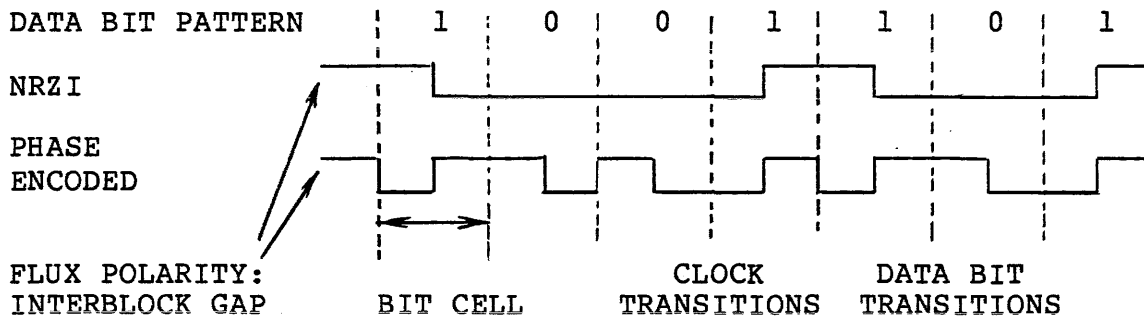 DATA BIT PATTERN 1 0 0 1 1 0 1
NRZI
PHASE
ENCODED
FLUX POLARITY: CLOCK DATA BIT
INTERBLOCK GAP BIT CELL TRANSITIONS TRANSITIONS